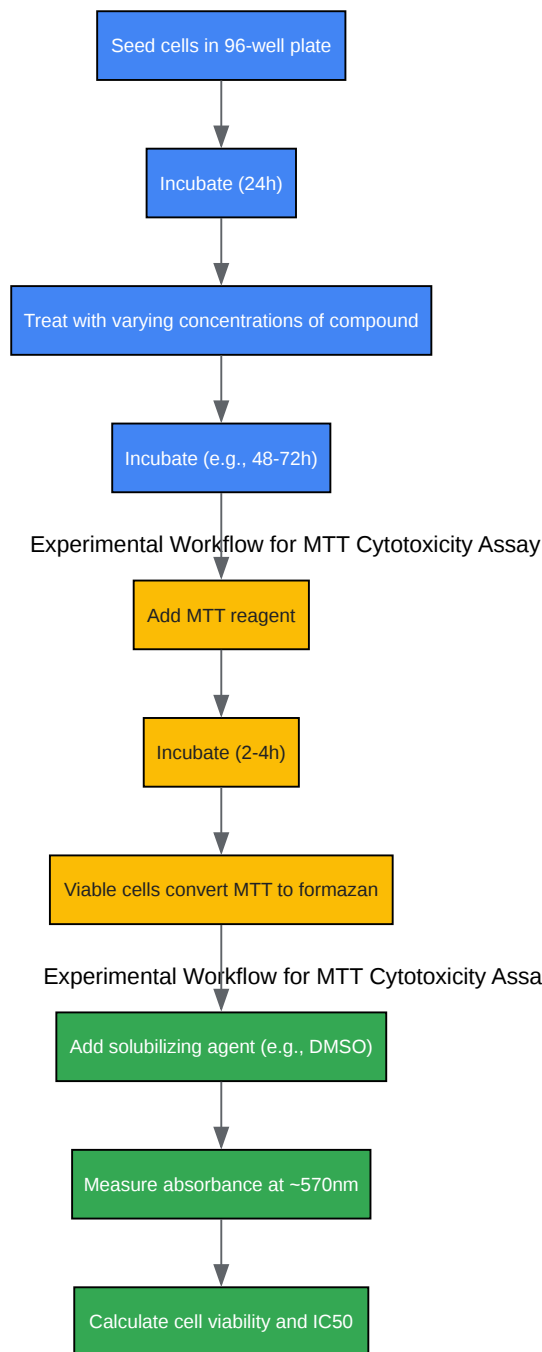 Seed cells in 96-well plate
Incubate (24h)
Treat with varying concentrations of compound
Incubate (e.g., 48-72h)
Experimental Workflow for MTT Cytotoxicity Assay
Add MTT reagent
Incubate (2-4h)
Viable cells convert MTT to formazan
Experimental Workflow for MTT Cytotoxicity Assa
Add solubilizing agent (e.g., DMSO)
Measure absorbance at ~570nm
Calculate cell viability and IC50